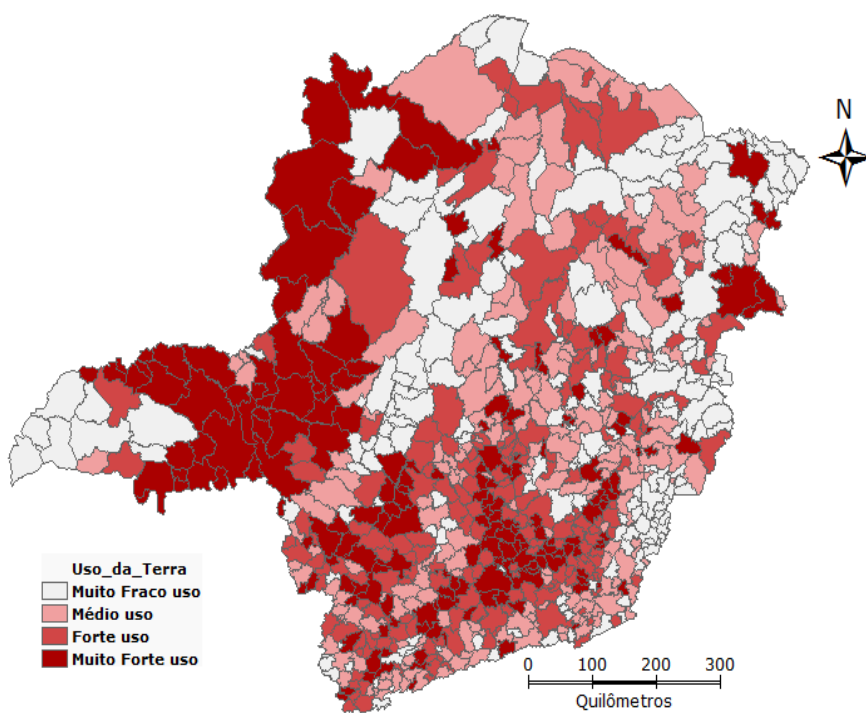 N
Uso_da_Terra
Muito Fraco uso
Médio uso
Forte uso
Muito Forte uso
0 100 200 300
Quilômetros